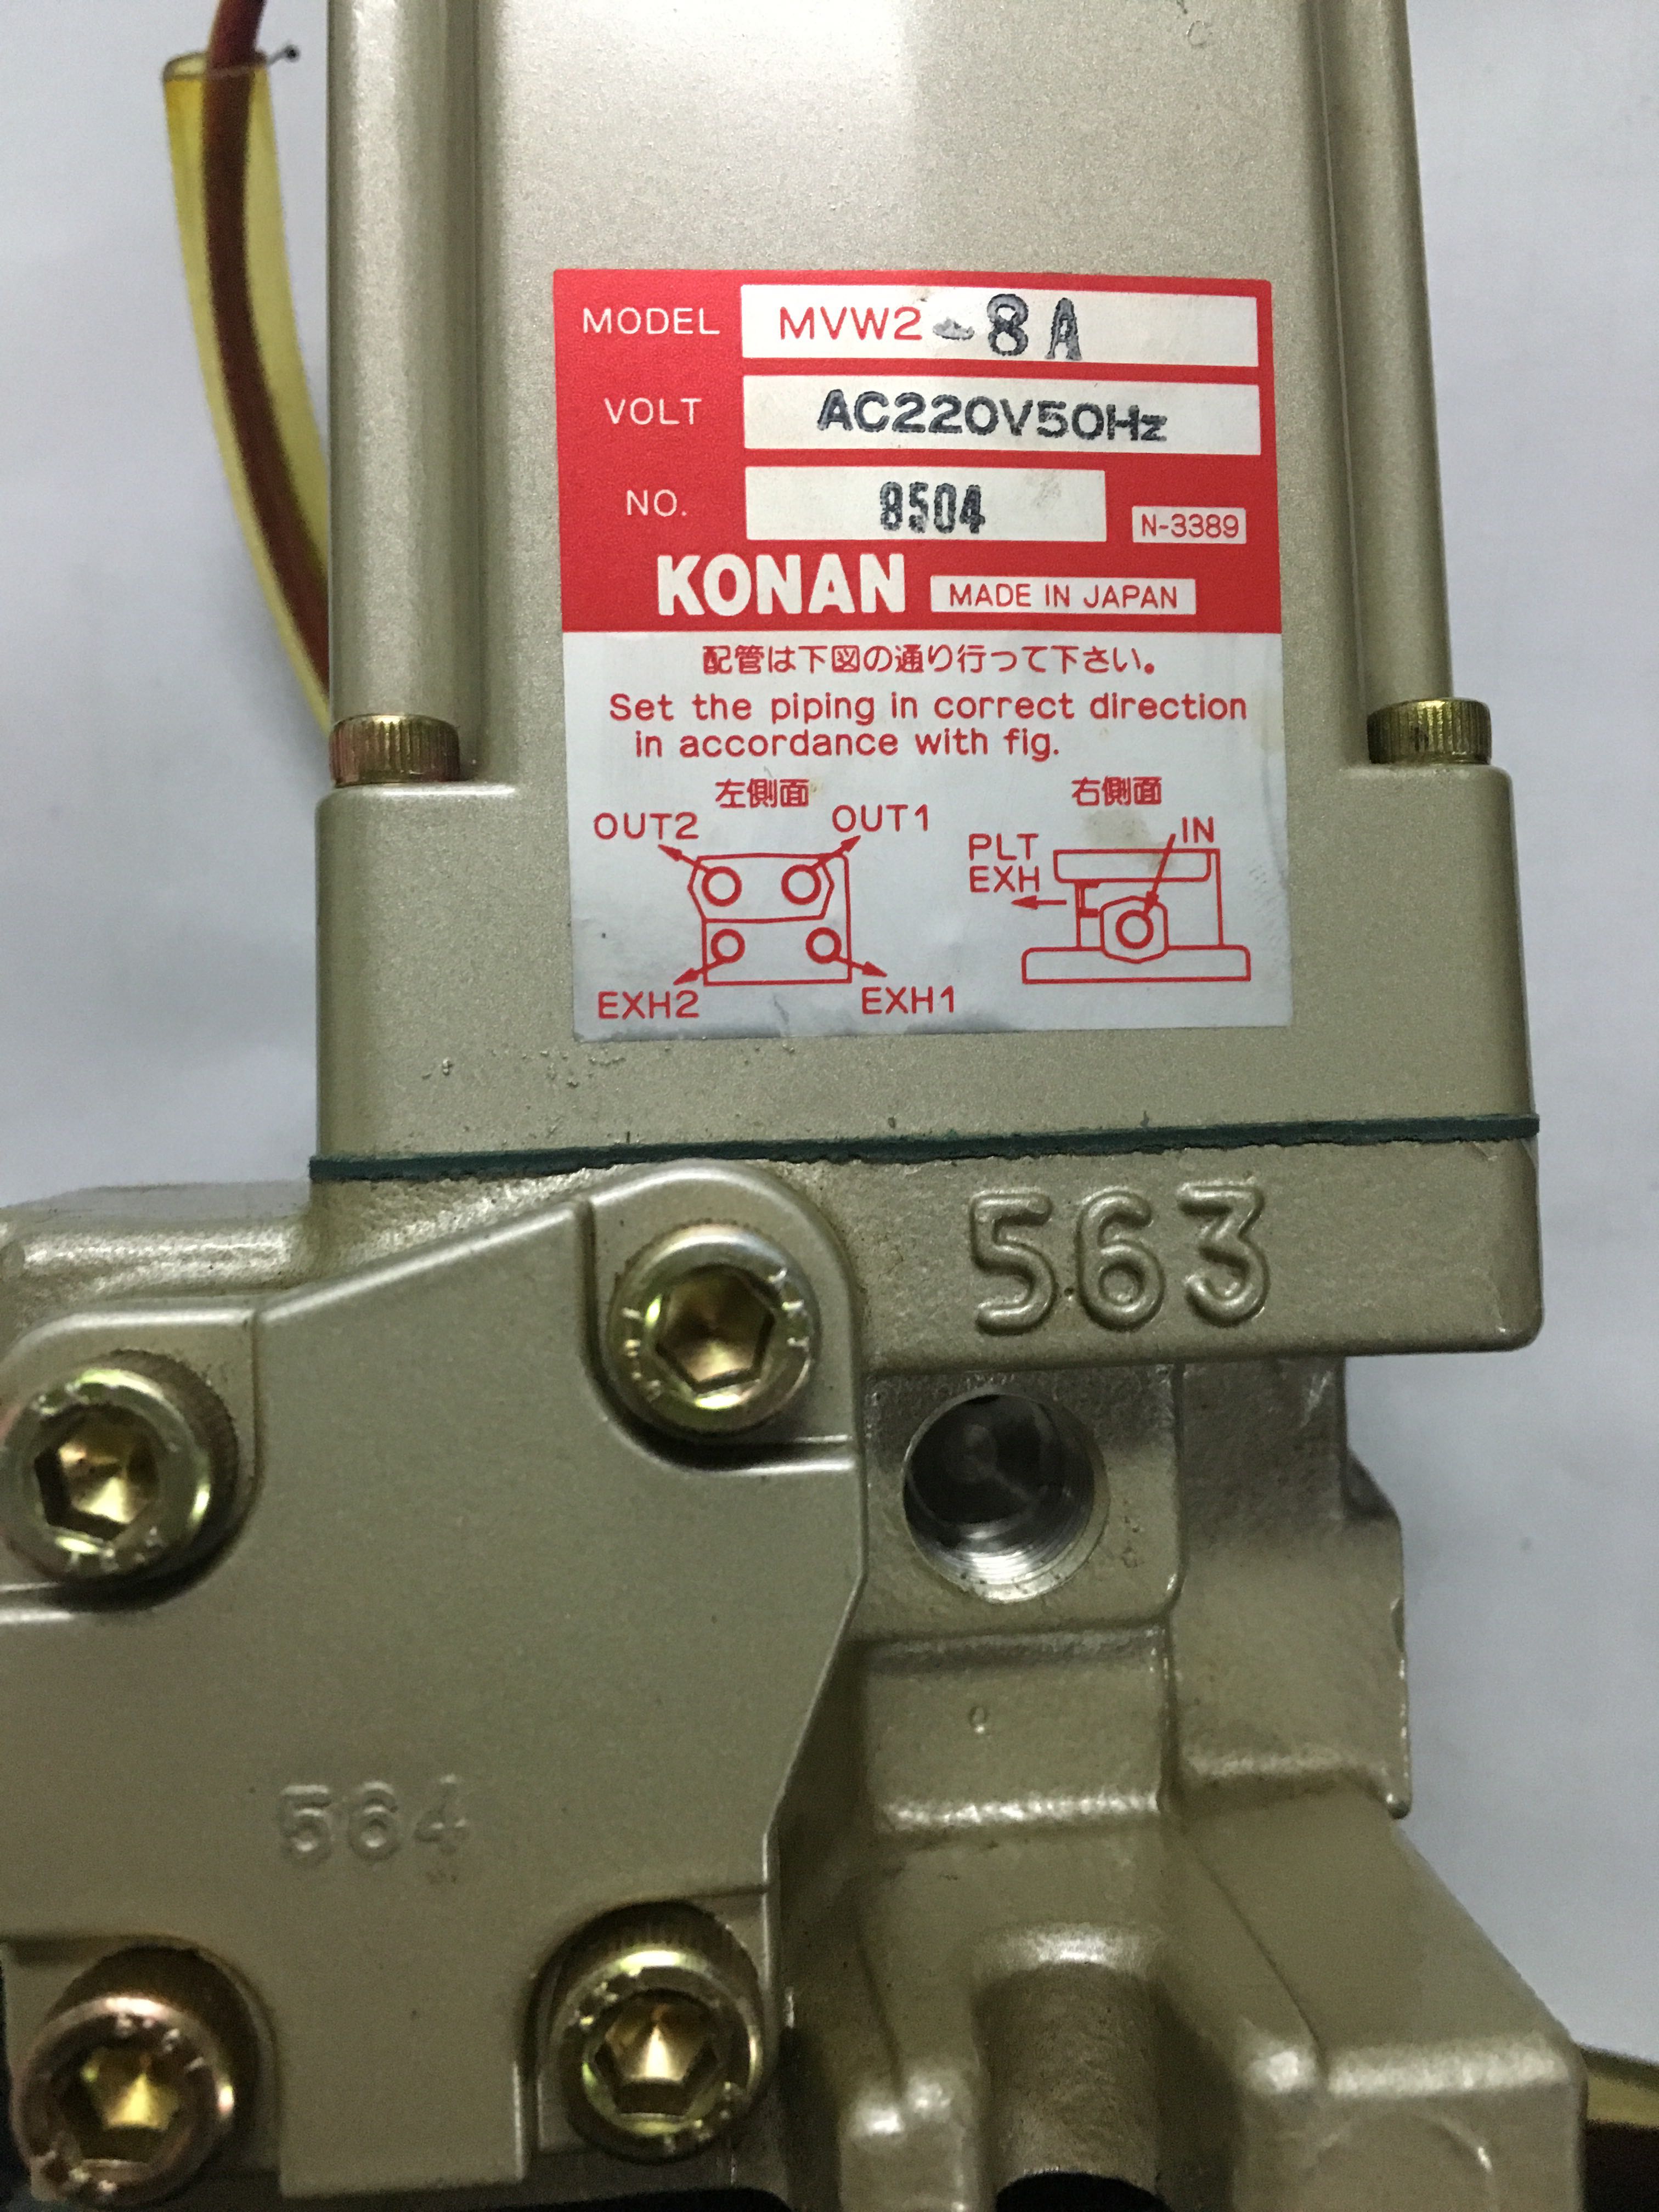 MODEL MVW2-8A
VOLT AC220V50Hz
NO. 8504 N-3389
KONAN MADE IN JAPAN
配管は下図の通り行って下さい。
Set the piping in correct direction
in accordance with fig.
左側面 右側面
OUT2 OUT1
PLT EXH IN
EXH2 EXH1
563
564